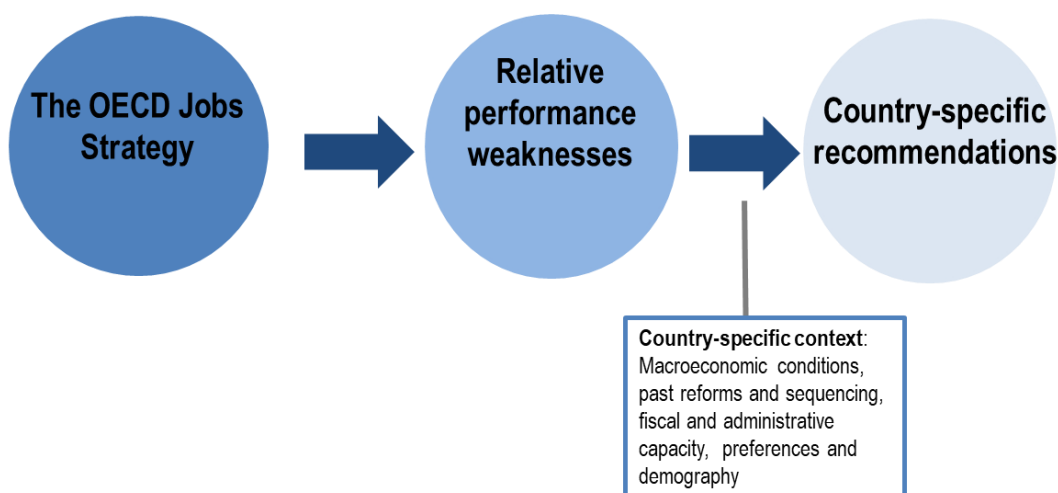 The OECD Jobs
Strategy
Relative
performance
weaknesses
Country-specific
recommendations
Country-specific context:
Macroeconomic conditions,
past reforms and sequencing,
fiscal and administrative
capacity, preferences and
demography